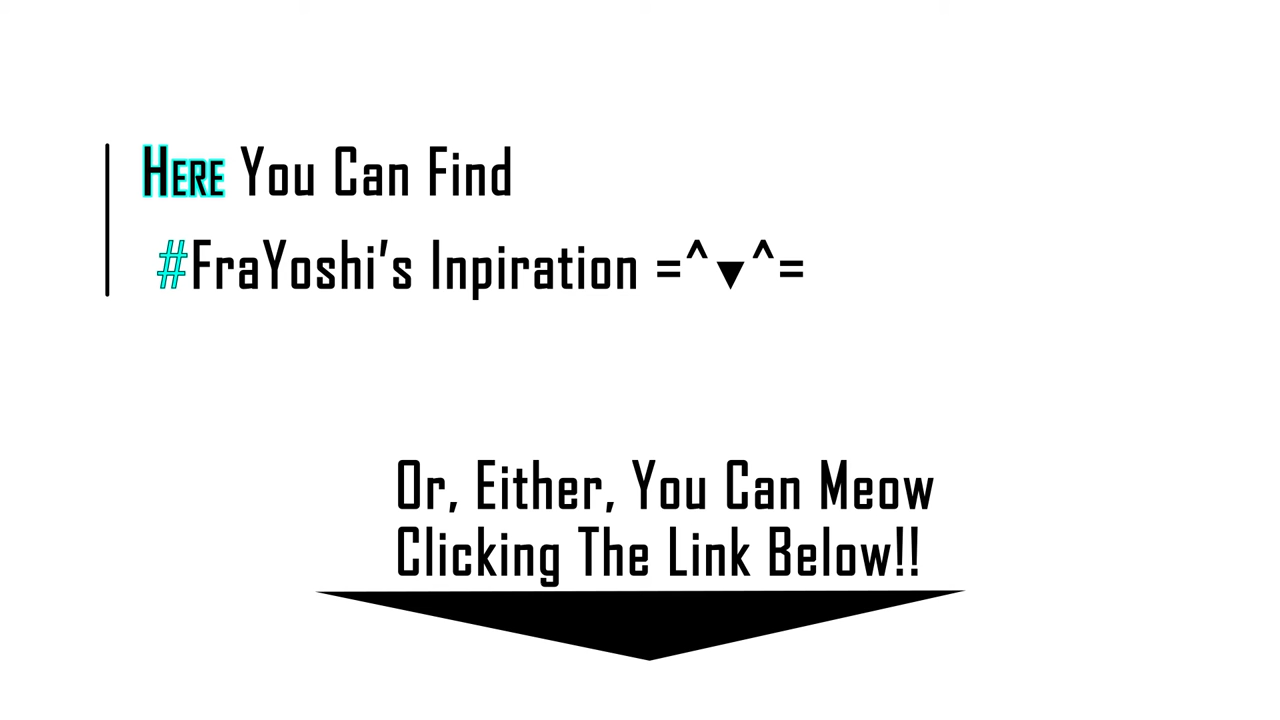 Here You Can Find
#FraYoshi's Inpiration =^▼^=
Or, Either, You Can Meow
Clicking The Link Below!!